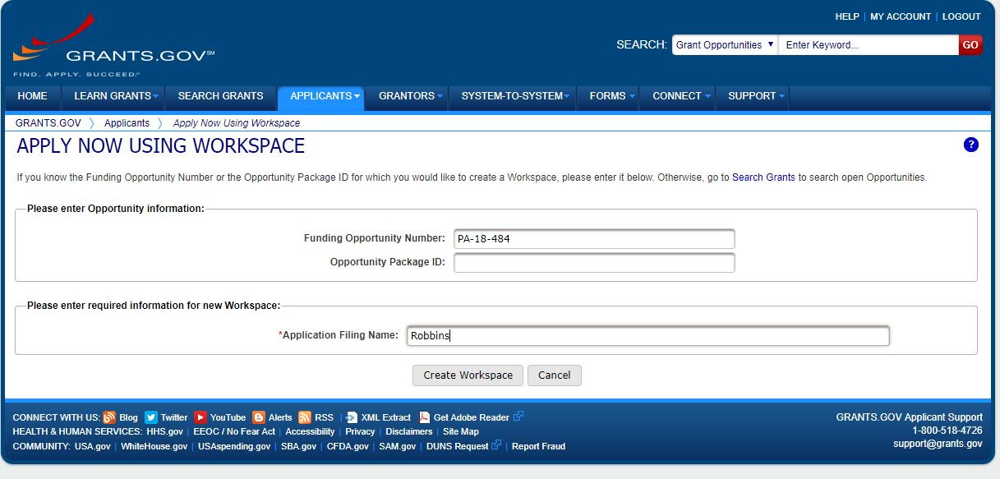 HELP | MY ACCOUNT | LOGOUT
SEARCH: Grant Opportunities ▼ Enter Keyword... GO
GRANTS.GOV℠
FIND. APPLY. SUCCEED.℠
HOME LEARN GRANTS SEARCH GRANTS APPLICANTS GRANTORS SYSTEM-TO-SYSTEM FORMS CONNECT SUPPORT
GRANTS.GOV 〉 Applicants 〉 Apply Now Using Workspace
APPLY NOW USING WORKSPACE ?
If you know the Funding Opportunity Number or the Opportunity Package ID for which you would like to create a Workspace, please enter it below. Otherwise, go to Search Grants to search open Opportunities.
Please enter Opportunity information:
Funding Opportunity Number: PA-18-484
Opportunity Package ID:
Please enter required information for new Workspace:
*Application Filing Name: Robbins
Create Workspace Cancel
CONNECT WITH US: Blog Twitter YouTube Alerts RSS | XML Extract Get Adobe Reader
HEALTH & HUMAN SERVICES: HHS.gov | EEOC / No Fear Act | Accessibility | Privacy | Disclaimers | Site Map
COMMUNITY: USA.gov | WhiteHouse.gov | USAspending.gov | SBA.gov | CFDA.gov | SAM.gov | DUNS Request | Report Fraud
GRANTS.GOV Applicant Support
1-800-518-4726
support@grants.gov